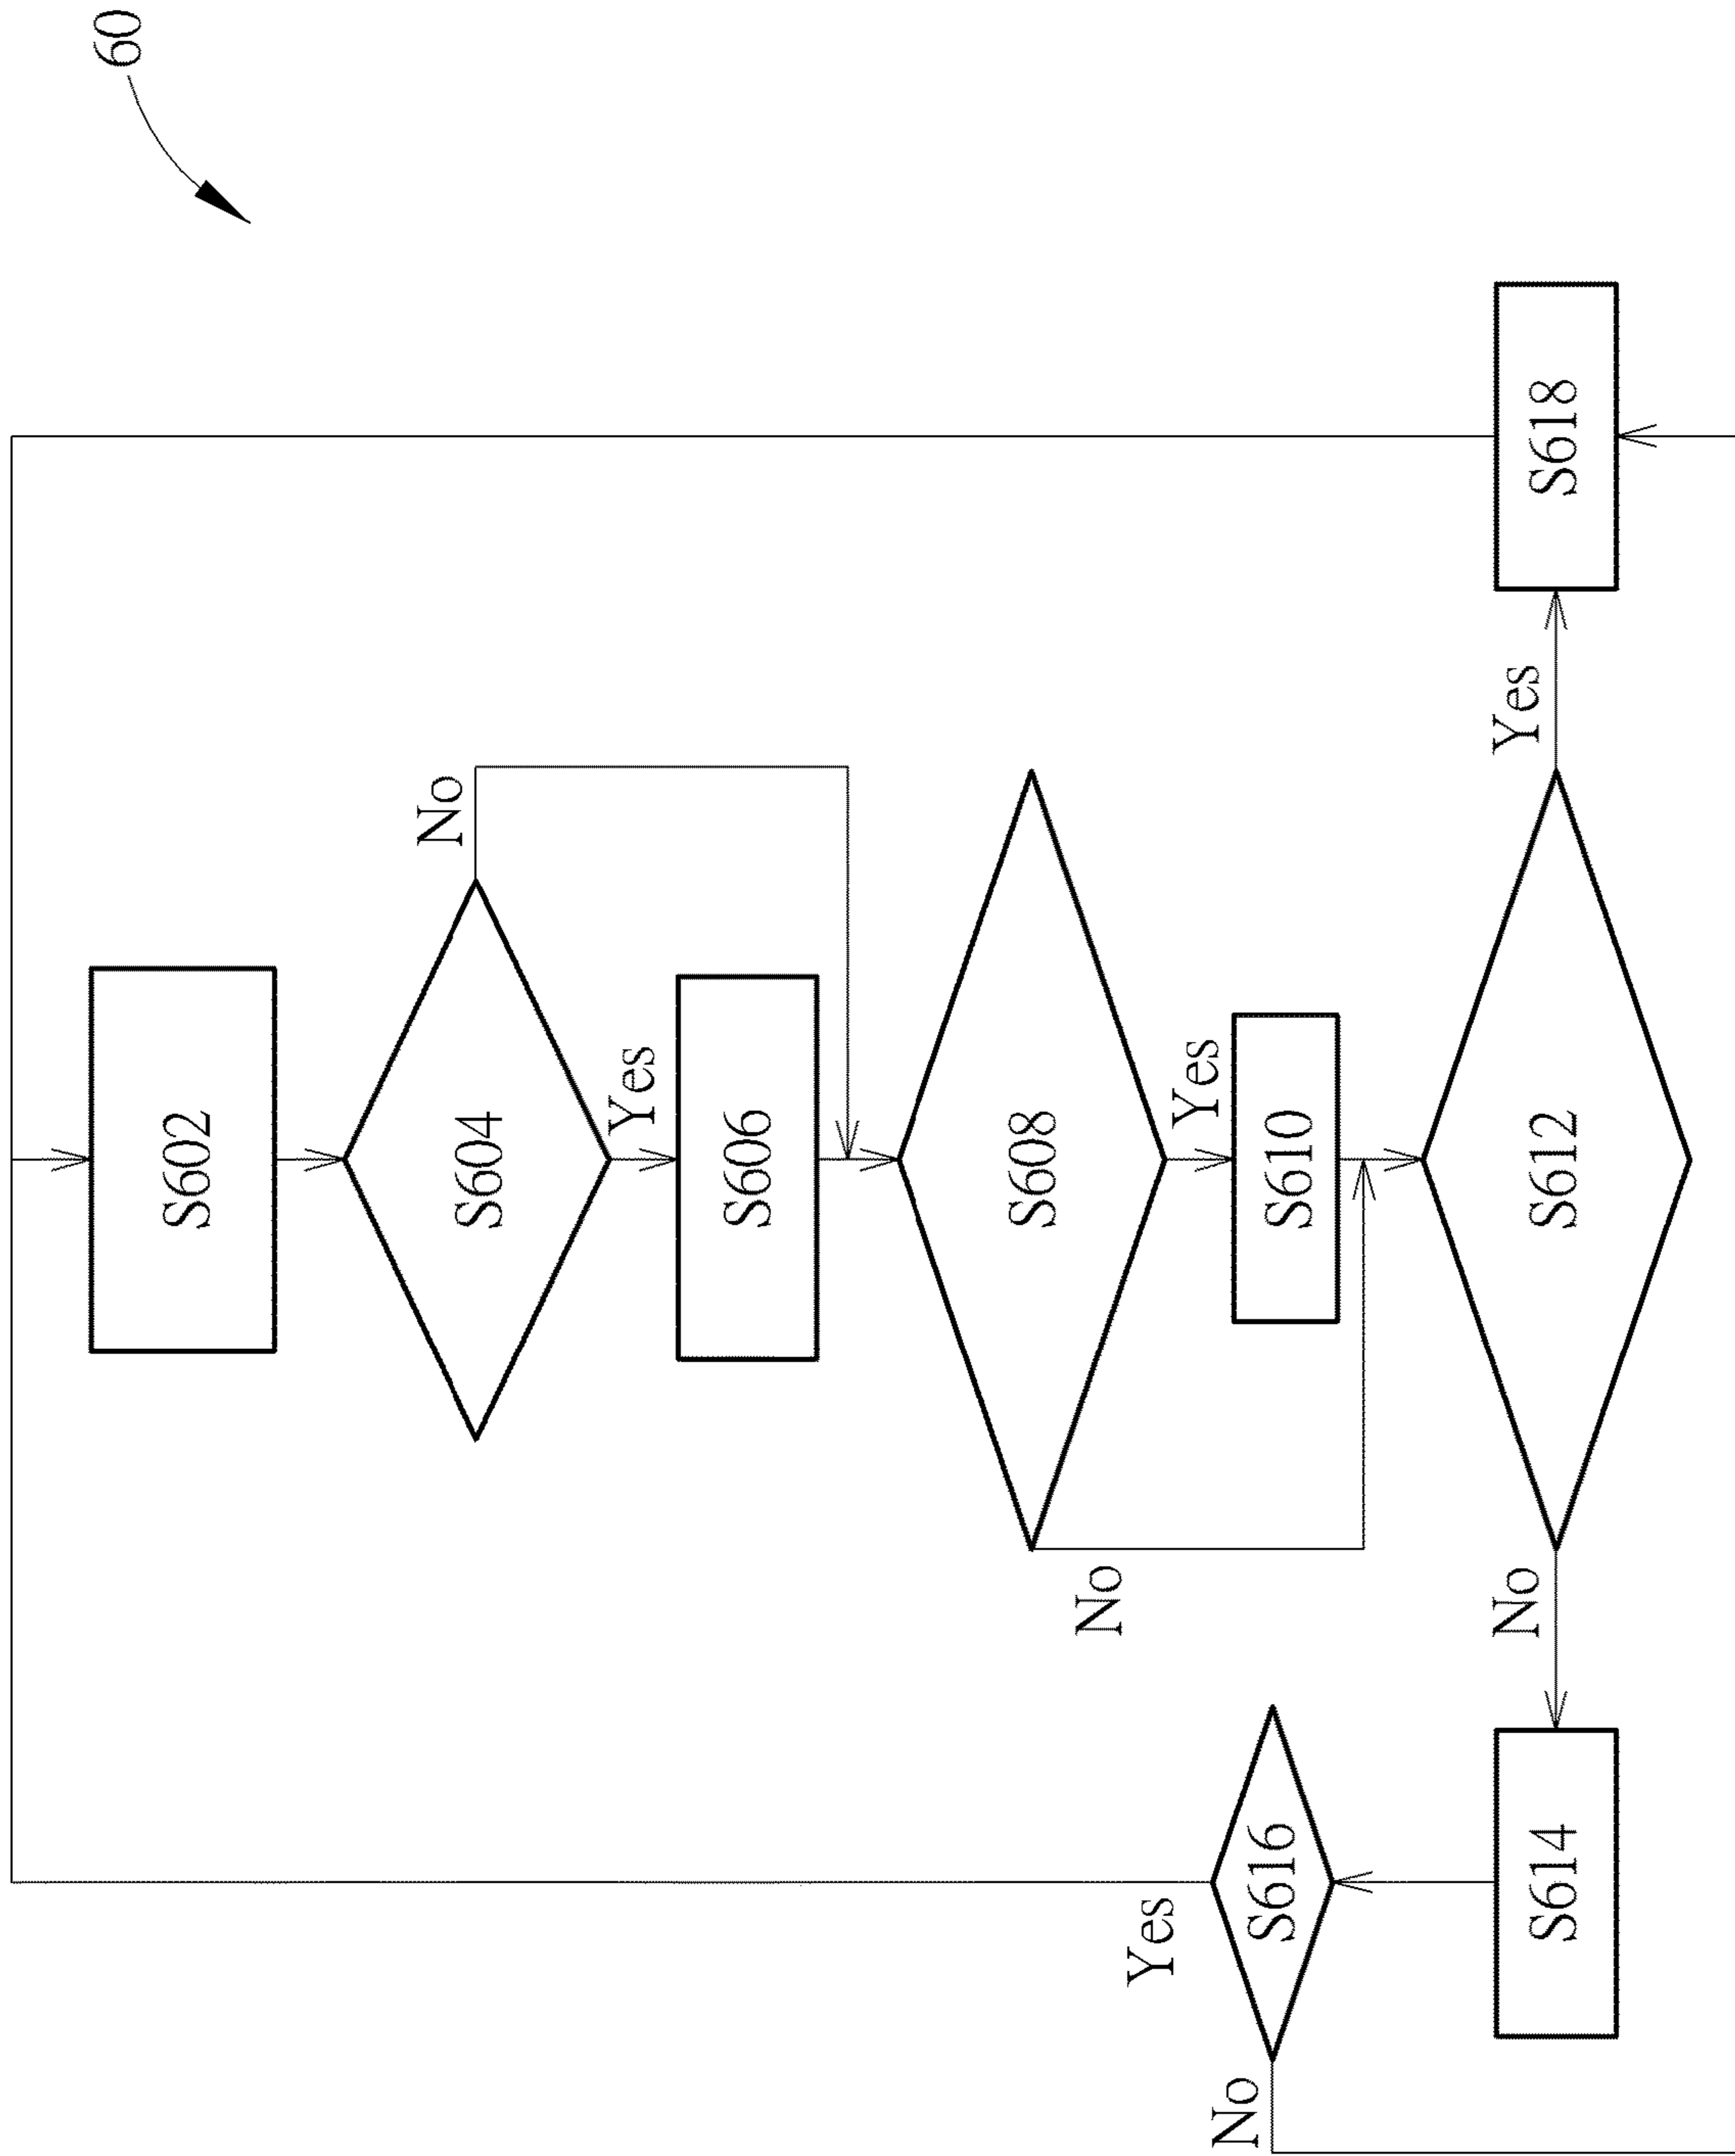 60
S602
S604
No
Yes
S606
S608
Yes
No
S610
S612
Yes
No
S618
S616
Yes
No
S614